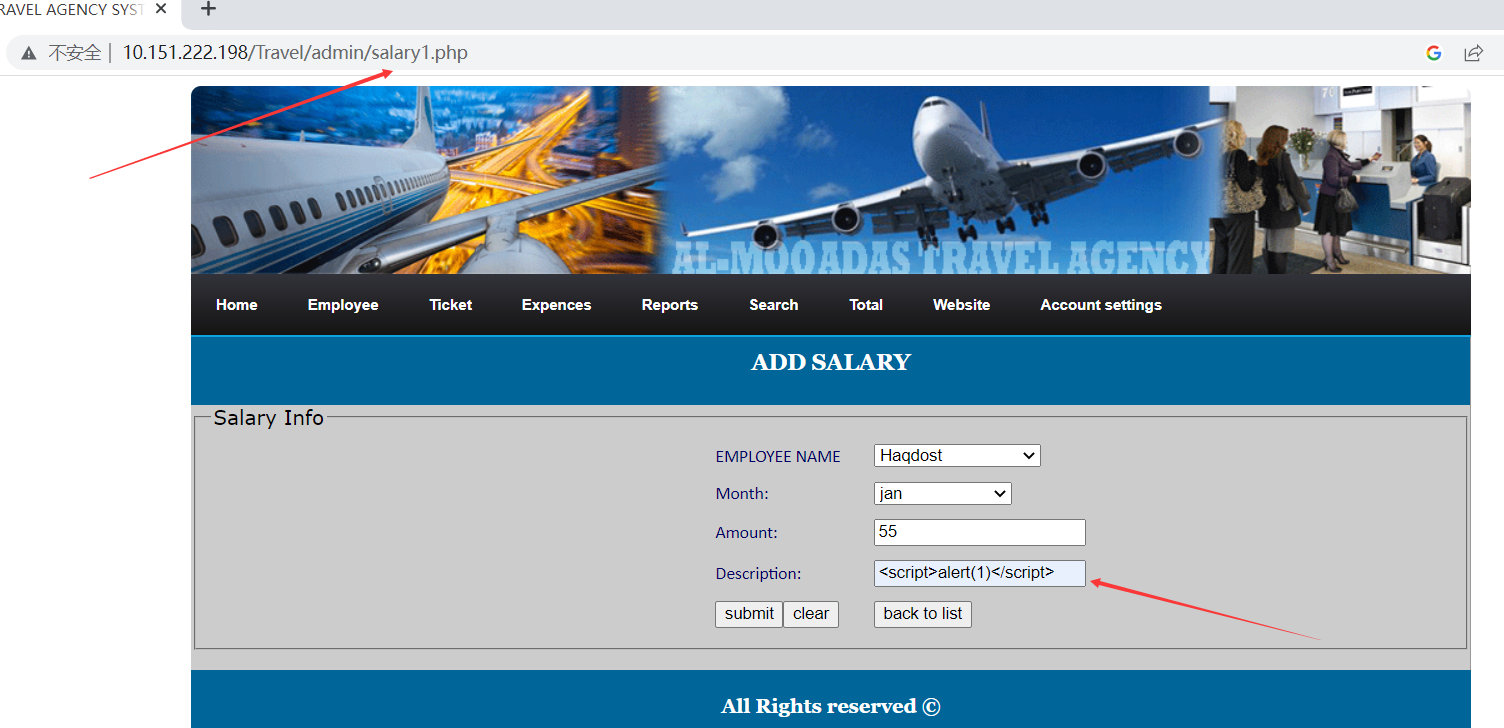 RAVEL AGENCY SYST
不安全 | 10.151.222.198/Travel/admin/salary1.php
AL-MOQADAS TRAVEL AGENCY
Home Employee Ticket Expences Reports Search Total Website Account settings
ADD SALARY
Salary Info
EMPLOYEE NAME Haqdost
Month: jan
Amount: 55
Description: <script>alert(1)</script>
submit clear back to list
All Rights reserved ©